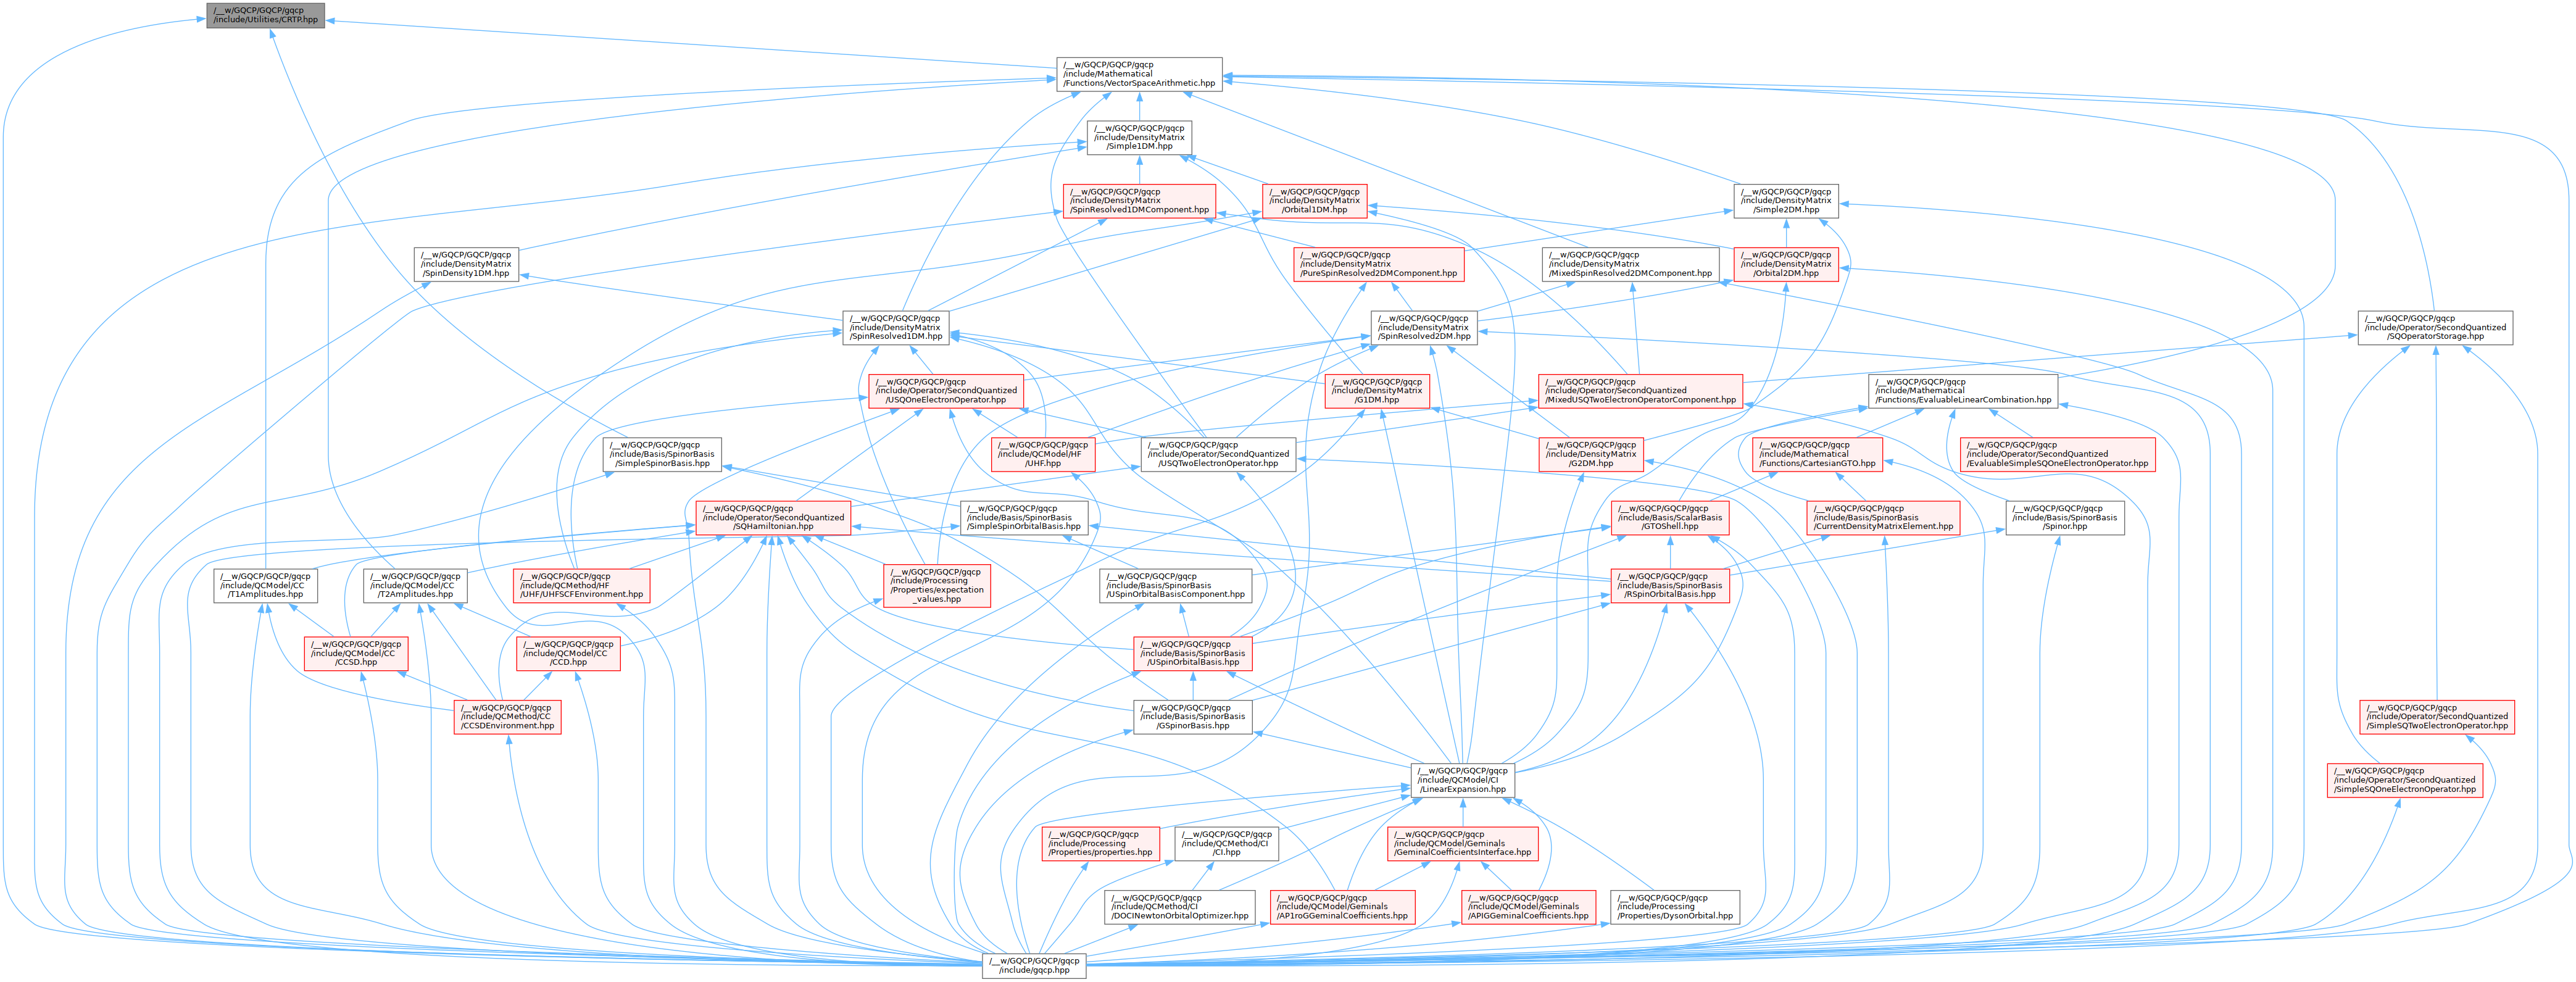 /__w/GQCP/GQCP/gqcp
/include/Utilities/CRTP.hpp
/__w/GQCP/GQCP/gqcp
/include/Mathematical
/Functions/VectorSpaceArithmetic.hpp
/__w/GQCP/GQCP/gqcp
/include/DensityMatrix
/Simple1DM.hpp
/__w/GQCP/GQCP/gqcp
/include/DensityMatrix
/SpinResolved1DMComponent.hpp
/__w/GQCP/GQCP/gqcp
/include/DensityMatrix
/Orbital1DM.hpp
/__w/GQCP/GQCP/gqcp
/include/DensityMatrix
/Simple2DM.hpp
/__w/GQCP/GQCP/gqcp
/include/DensityMatrix
/SpinDensity1DM.hpp
/__w/GQCP/GQCP/gqcp
/include/DensityMatrix
/PureSpinResolved2DMComponent.hpp
/__w/GQCP/GQCP/gqcp
/include/DensityMatrix
/MixedSpinResolved2DMComponent.hpp
/__w/GQCP/GQCP/gqcp
/include/DensityMatrix
/Orbital2DM.hpp
/__w/GQCP/GQCP/gqcp
/include/DensityMatrix
/SpinResolved1DM.hpp
/__w/GQCP/GQCP/gqcp
/include/DensityMatrix
/SpinResolved2DM.hpp
/__w/GQCP/GQCP/gqcp
/include/Operator/SecondQuantized
/SQOperatorStorage.hpp
/__w/GQCP/GQCP/gqcp
/include/Operator/SecondQuantized
/USQOneElectronOperator.hpp
/__w/GQCP/GQCP/gqcp
/include/DensityMatrix
/G1DM.hpp
/__w/GQCP/GQCP/gqcp
/include/Operator/SecondQuantized
/MixedUSQTwoElectronOperatorComponent.hpp
/__w/GQCP/GQCP/gqcp
/include/Mathematical
/Functions/EvaluableLinearCombination.hpp
/__w/GQCP/GQCP/gqcp
/include/Basis/SpinorBasis
/SimpleSpinorBasis.hpp
/__w/GQCP/GQCP/gqcp
/include/QCModel/HF
/UHF.hpp
/__w/GQCP/GQCP/gqcp
/include/Operator/SecondQuantized
/USQTwoElectronOperator.hpp
/__w/GQCP/GQCP/gqcp
/include/DensityMatrix
/G2DM.hpp
/__w/GQCP/GQCP/gqcp
/include/Mathematical
/Functions/CartesianGTO.hpp
/__w/GQCP/GQCP/gqcp
/include/Operator/SecondQuantized
/EvaluableSimpleSQOneElectronOperator.hpp
/__w/GQCP/GQCP/gqcp
/include/Operator/SecondQuantized
/SQHamiltonian.hpp
/__w/GQCP/GQCP/gqcp
/include/Basis/SpinorBasis
/SimpleSpinOrbitalBasis.hpp
/__w/GQCP/GQCP/gqcp
/include/Basis/ScalarBasis
/GTOShell.hpp
/__w/GQCP/GQCP/gqcp
/include/Basis/SpinorBasis
/CurrentDensityMatrixElement.hpp
/__w/GQCP/GQCP/gqcp
/include/Basis/SpinorBasis
/Spinor.hpp
/__w/GQCP/GQCP/gqcp
/include/QCModel/CC
/T1Amplitudes.hpp
/__w/GQCP/GQCP/gqcp
/include/QCModel/CC
/T2Amplitudes.hpp
/__w/GQCP/GQCP/gqcp
/include/QCMethod/HF
/UHF/UHFSCFEnvironment.hpp
/__w/GQCP/GQCP/gqcp
/include/Processing
/Properties/expectation
_values.hpp
/__w/GQCP/GQCP/gqcp
/include/Basis/SpinorBasis
/USpinOrbitalBasisComponent.hpp
/__w/GQCP/GQCP/gqcp
/include/Basis/SpinorBasis
/RSpinOrbitalBasis.hpp
/__w/GQCP/GQCP/gqcp
/include/QCModel/CC
/CCSD.hpp
/__w/GQCP/GQCP/gqcp
/include/QCModel/CC
/CCD.hpp
/__w/GQCP/GQCP/gqcp
/include/Basis/SpinorBasis
/USpinOrbitalBasis.hpp
/__w/GQCP/GQCP/gqcp
/include/QCMethod/CC
/CCSDEnvironment.hpp
/__w/GQCP/GQCP/gqcp
/include/Basis/SpinorBasis
/GSpinorBasis.hpp
/__w/GQCP/GQCP/gqcp
/include/Operator/SecondQuantized
/SimpleSQTwoElectronOperator.hpp
/__w/GQCP/GQCP/gqcp
/include/QCModel/CI
/LinearExpansion.hpp
/__w/GQCP/GQCP/gqcp
/include/Operator/SecondQuantized
/SimpleSQOneElectronOperator.hpp
/__w/GQCP/GQCP/gqcp
/include/Processing
/Properties/properties.hpp
/__w/GQCP/GQCP/gqcp
/include/QCMethod/CI
/CI.hpp
/__w/GQCP/GQCP/gqcp
/include/QCModel/Geminals
/GeminalCoefficientsInterface.hpp
/__w/GQCP/GQCP/gqcp
/include/QCMethod/CI
/DOCINewtonOrbitalOptimizer.hpp
/__w/GQCP/GQCP/gqcp
/include/QCModel/Geminals
/AP1roGGeminalCoefficients.hpp
/__w/GQCP/GQCP/gqcp
/include/QCModel/Geminals
/APIGGeminalCoefficients.hpp
/__w/GQCP/GQCP/gqcp
/include/Processing
/Properties/DysonOrbital.hpp
/__w/GQCP/GQCP/gqcp
/include/gqcp.hpp